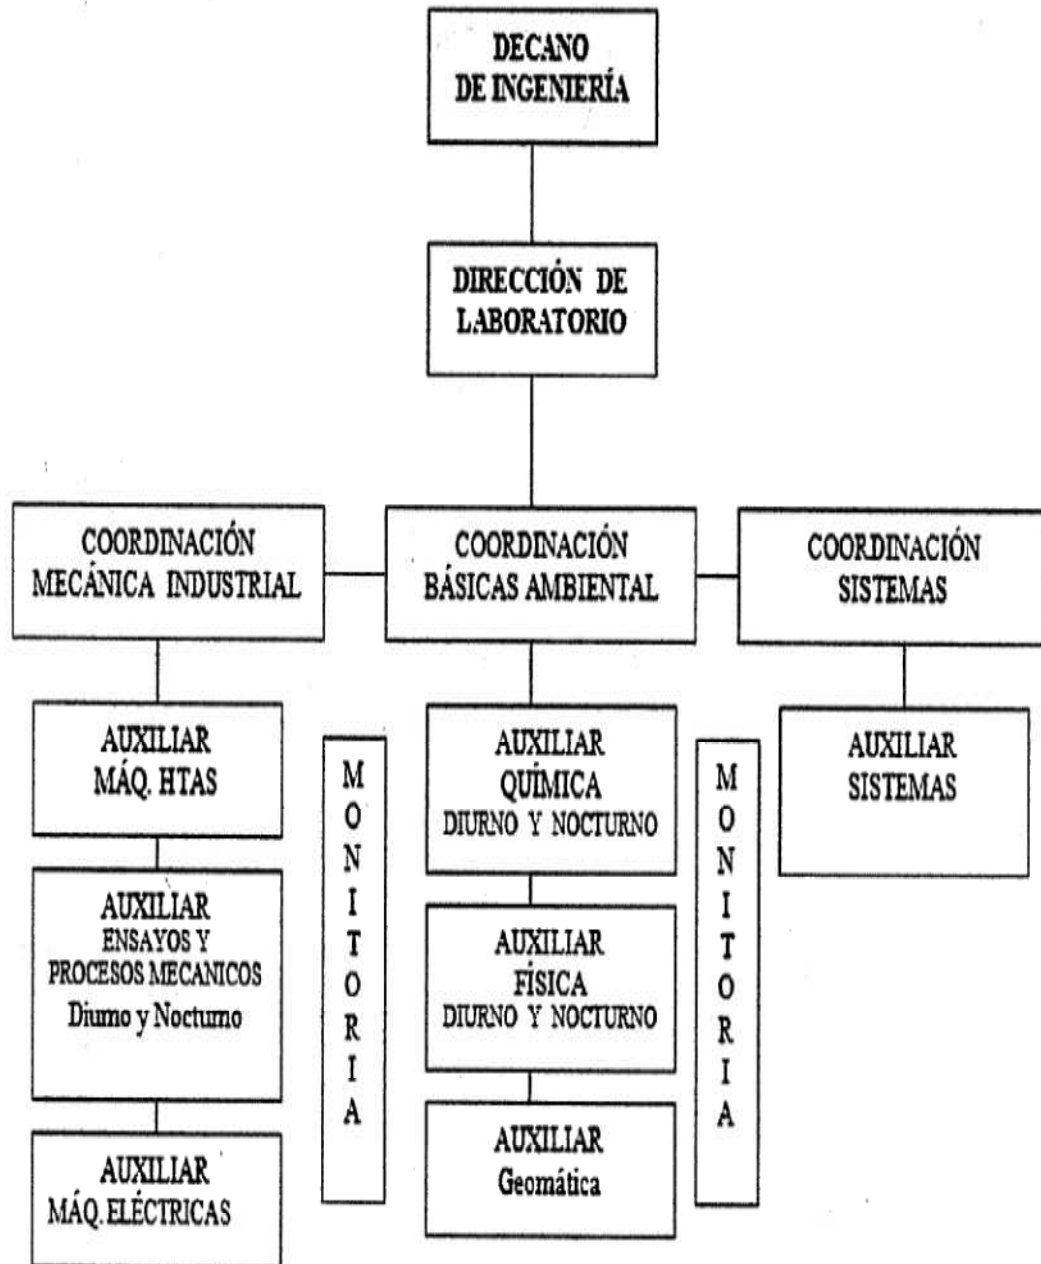 DECANO
DE INGENIERÍA
DIRECCIÓN DE
LABORATORIO
COORDINACIÓN
MECÁNICA INDUSTRIAL
COORDINACIÓN
BÁSICAS AMBIENTAL
COORDINACIÓN
SISTEMAS
AUXILIAR
MÁQ. HTAS
AUXILIAR
ENSAYOS Y
PROCESOS MECANICOS
Diurno y Nocturno
AUXILIAR
MÁQ. ELÉCTRICAS
MONITORIA
AUXILIAR
QUÍMICA
DIURNO Y NOCTURNO
AUXILIAR
FÍSICA
DIURNO Y NOCTURNO
AUXILIAR
Geomática
MONITORIA
AUXILIAR
SISTEMAS